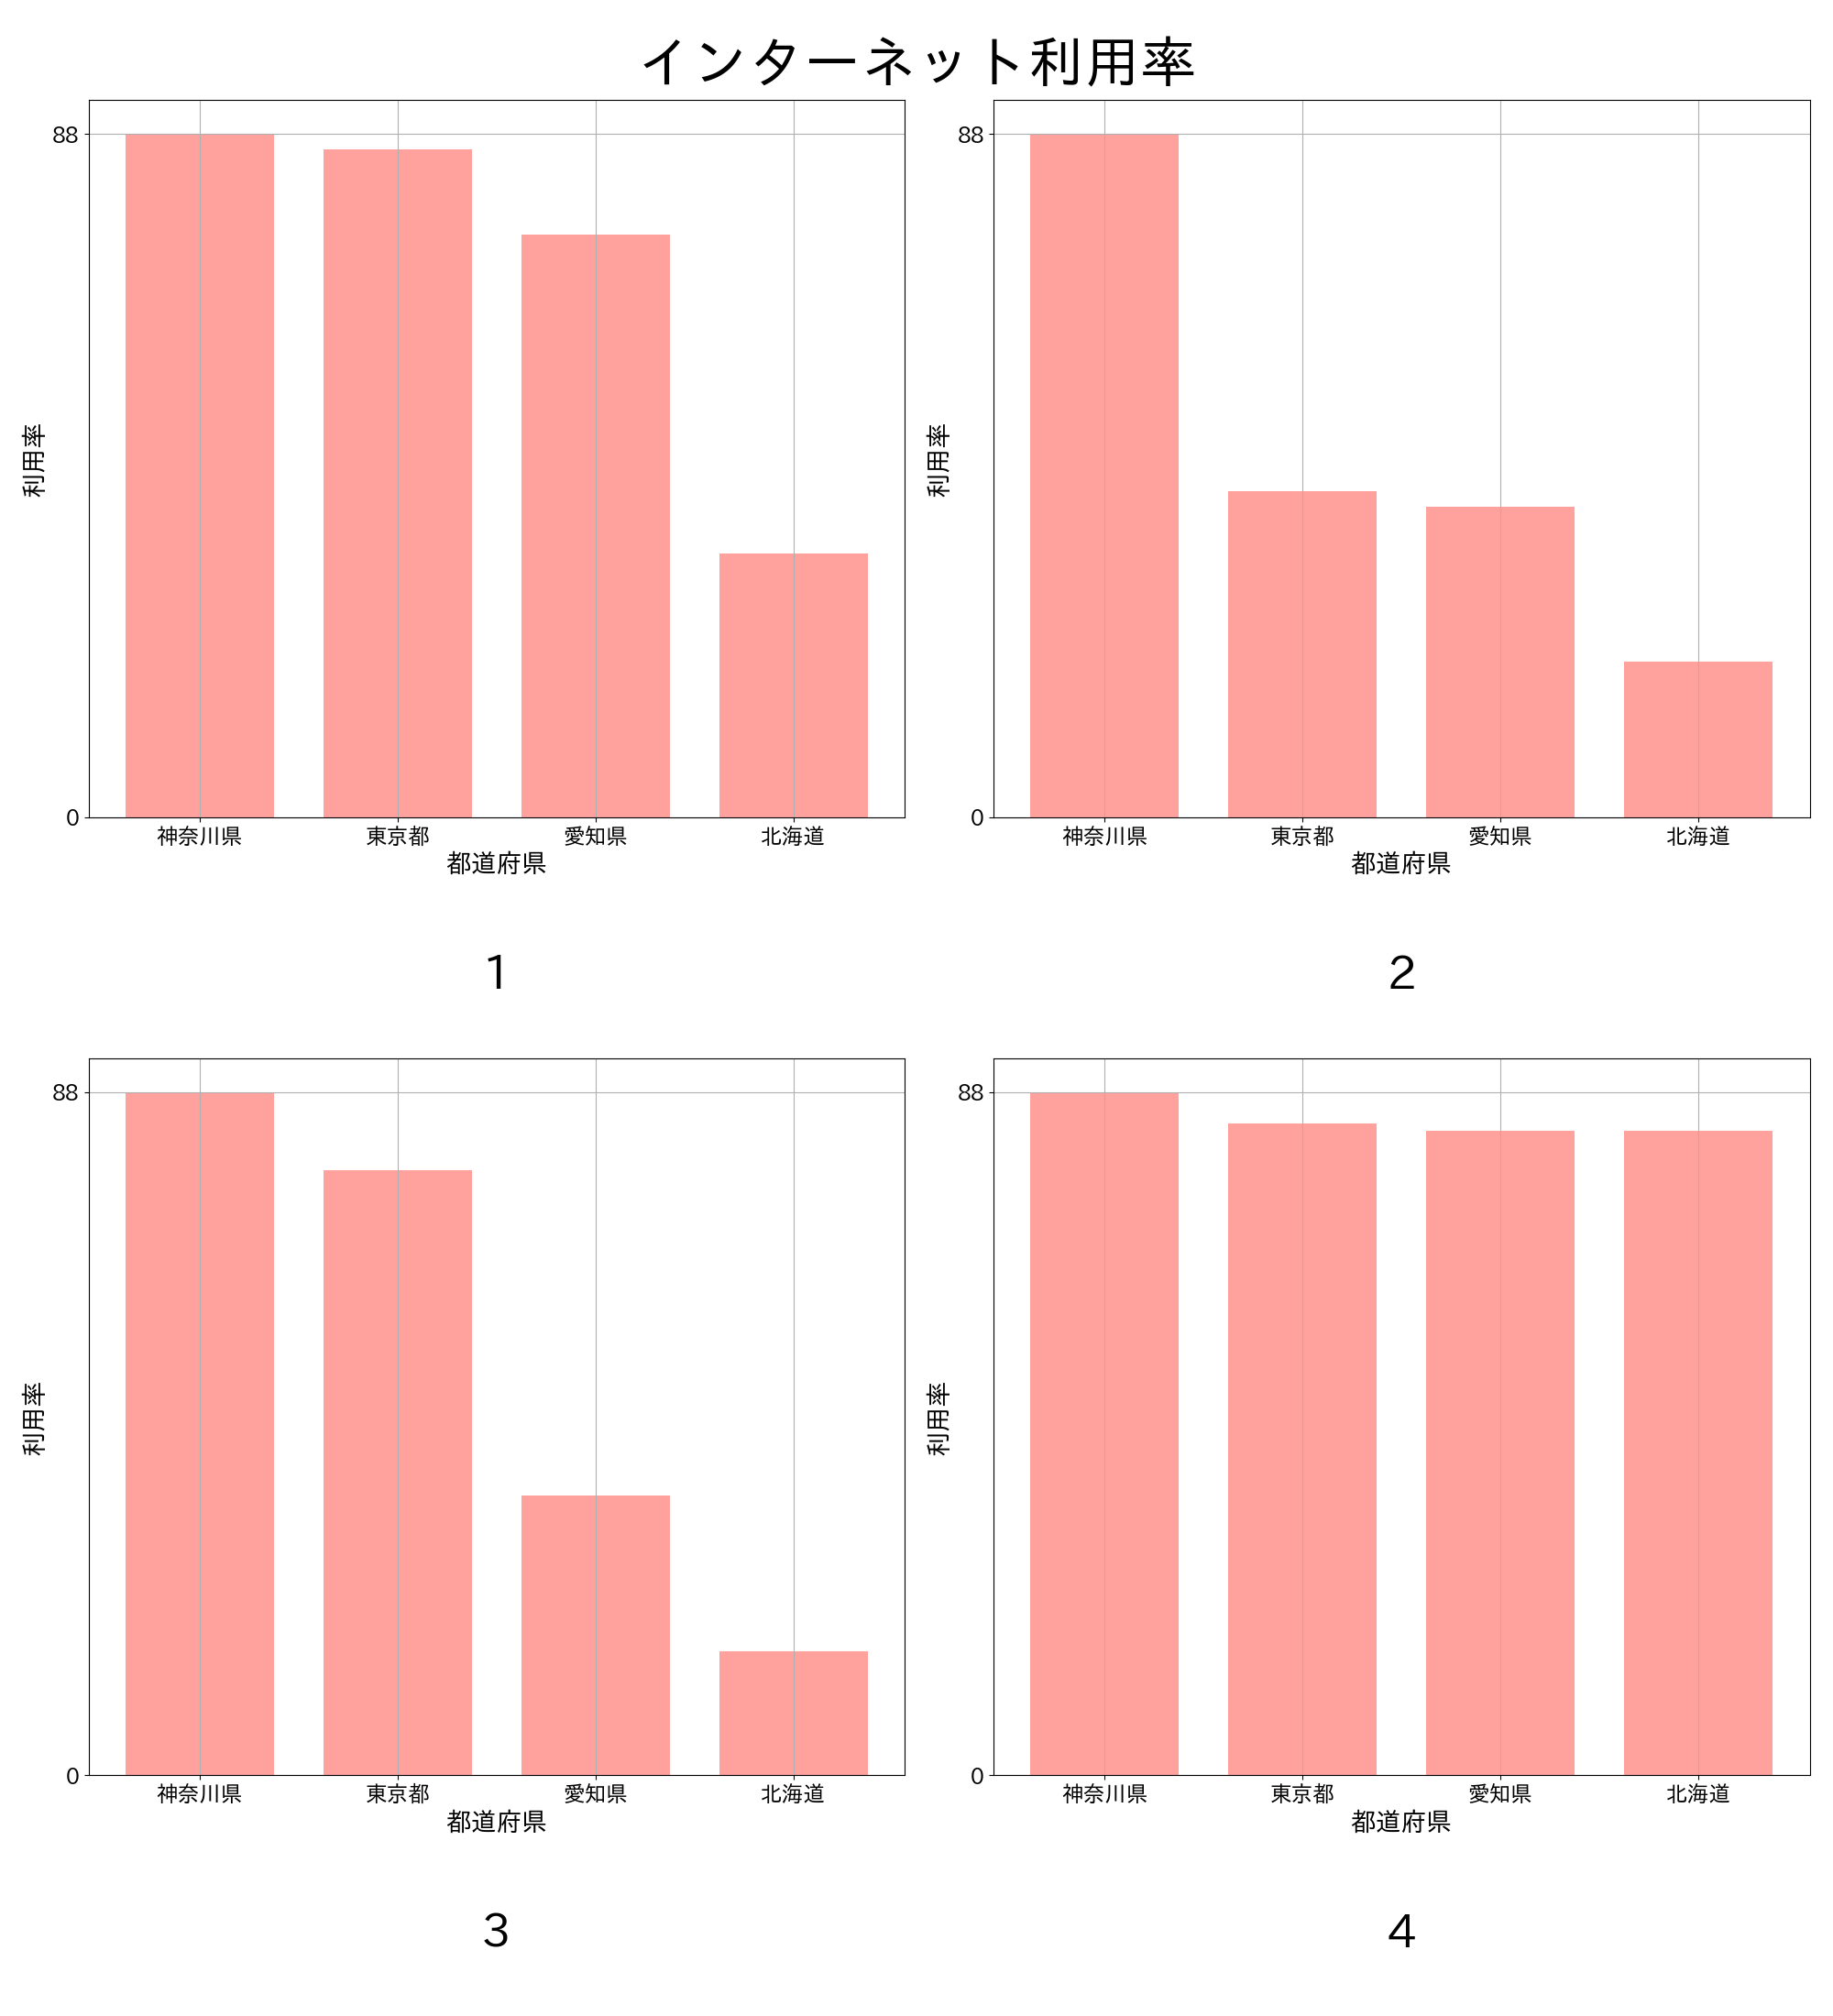 インターネット利用率
88
0
利用率
神奈川県 東京都 愛知県 北海道
都道府県
1
88
0
利用率
神奈川県 東京都 愛知県 北海道
都道府県
2
88
0
利用率
神奈川県 東京都 愛知県 北海道
都道府県
3
88
0
利用率
神奈川県 東京都 愛知県 北海道
都道府県
4